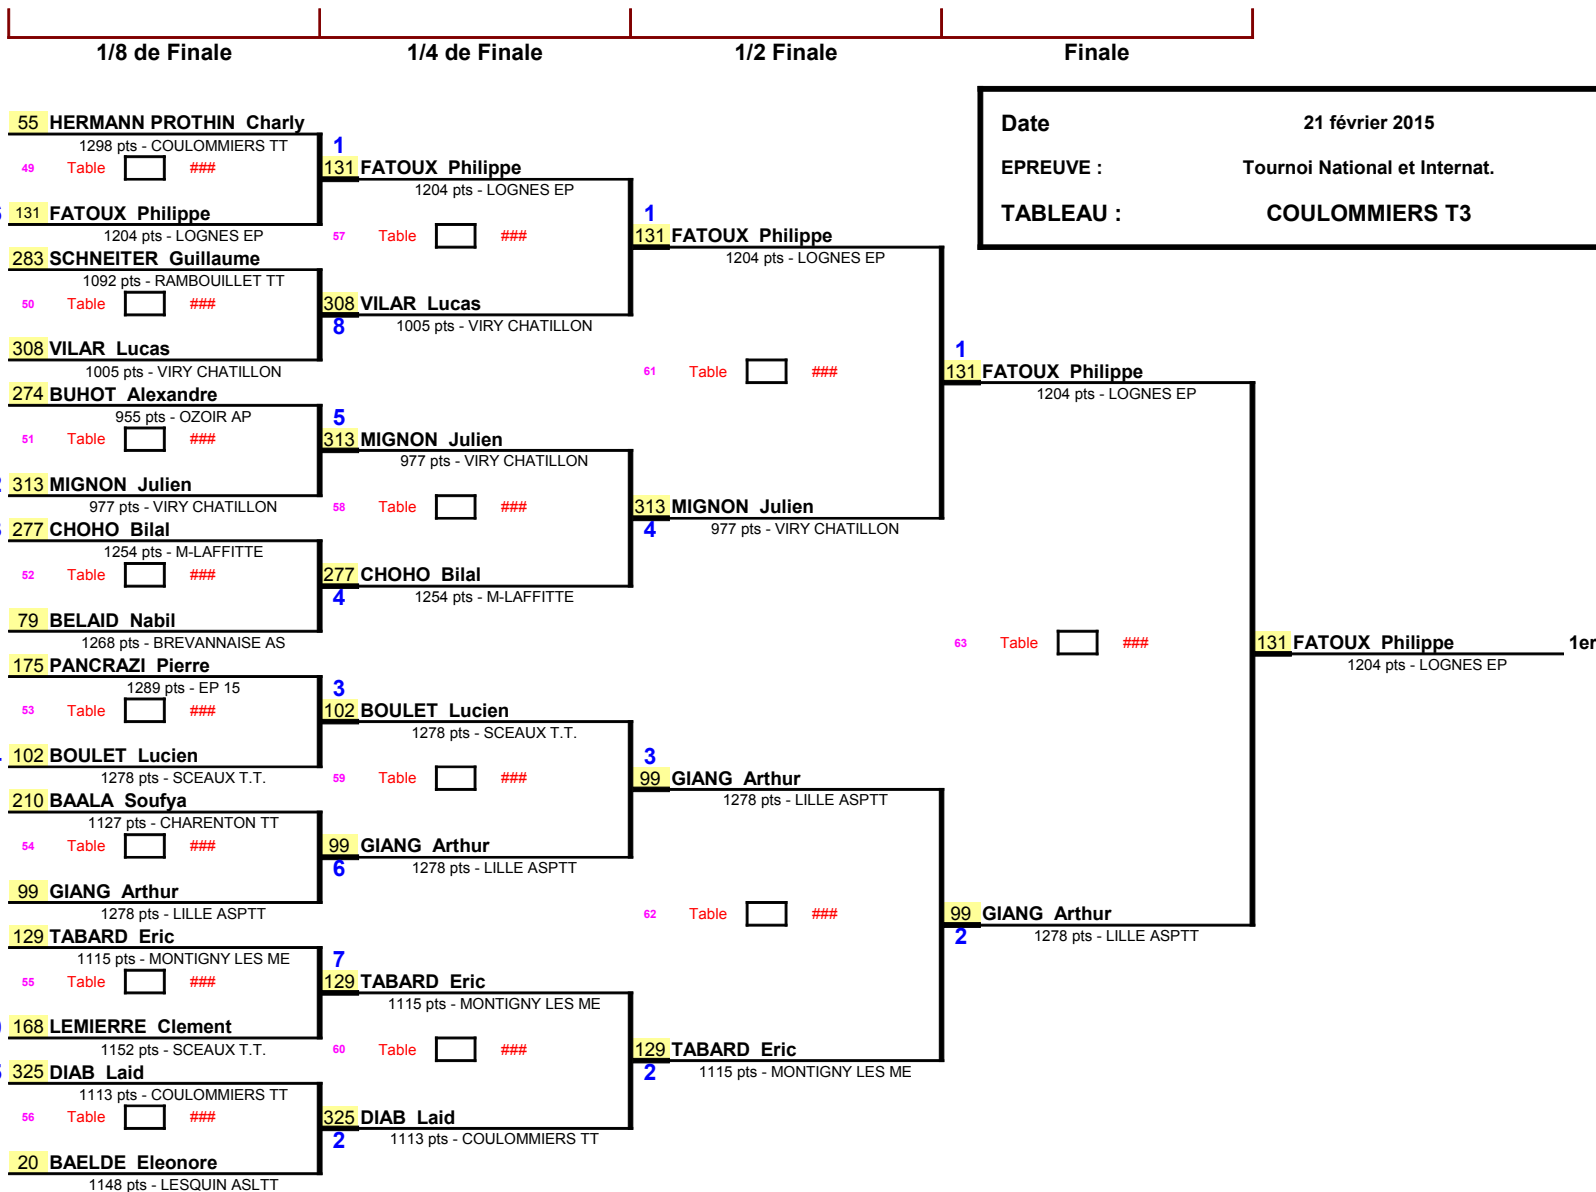 1/8 de Finale 1/4 de Finale 1/2 Finale Finale
Date 21 février 2015
EPREUVE : Tournoi National et Internat.
TABLEAU : COULOMMIERS T3
55 HERMANN PROTHIN Charly
1298 pts - COULOMMIERS TT
49 Table ###
131 FATOUX Philippe
1204 pts - LOGNES EP
283 SCHNEITER Guillaume
1092 pts - RAMBOUILLET TT
50 Table ###
308 VILAR Lucas
1005 pts - VIRY CHATILLON
274 BUHOT Alexandre
955 pts - OZOIR AP
51 Table ###
313 MIGNON Julien
977 pts - VIRY CHATILLON
277 CHOHO Bilal
1254 pts - M-LAFFITTE
52 Table ###
79 BELAID Nabil
1268 pts - BREVANNAISE AS
175 PANCRAZI Pierre
1289 pts - EP 15
53 Table ###
102 BOULET Lucien
1278 pts - SCEAUX T.T.
210 BAALA Soufya
1127 pts - CHARENTON TT
54 Table ###
99 GIANG Arthur
1278 pts - LILLE ASPTT
129 TABARD Eric
1115 pts - MONTIGNY LES ME
55 Table ###
168 LEMIERRE Clement
1152 pts - SCEAUX T.T.
325 DIAB Laid
1113 pts - COULOMMIERS TT
56 Table ###
20 BAELDE Eleonore
1148 pts - LESQUIN ASLTT
1
131 FATOUX Philippe
1204 pts - LOGNES EP
57 Table ###
308 VILAR Lucas
8 1005 pts - VIRY CHATILLON
5
313 MIGNON Julien
977 pts - VIRY CHATILLON
58 Table ###
277 CHOHO Bilal
4 1254 pts - M-LAFFITTE
3
102 BOULET Lucien
1278 pts - SCEAUX T.T.
59 Table ###
99 GIANG Arthur
6 1278 pts - LILLE ASPTT
7
129 TABARD Eric
1115 pts - MONTIGNY LES ME
60 Table ###
325 DIAB Laid
2 1113 pts - COULOMMIERS TT
1
131 FATOUX Philippe
1204 pts - LOGNES EP
61 Table ###
313 MIGNON Julien
4 977 pts - VIRY CHATILLON
3
99 GIANG Arthur
1278 pts - LILLE ASPTT
62 Table ###
129 TABARD Eric
2 1115 pts - MONTIGNY LES ME
1
131 FATOUX Philippe
1204 pts - LOGNES EP
63 Table ###
99 GIANG Arthur
2 1278 pts - LILLE ASPTT
131 FATOUX Philippe 1er
1204 pts - LOGNES EP